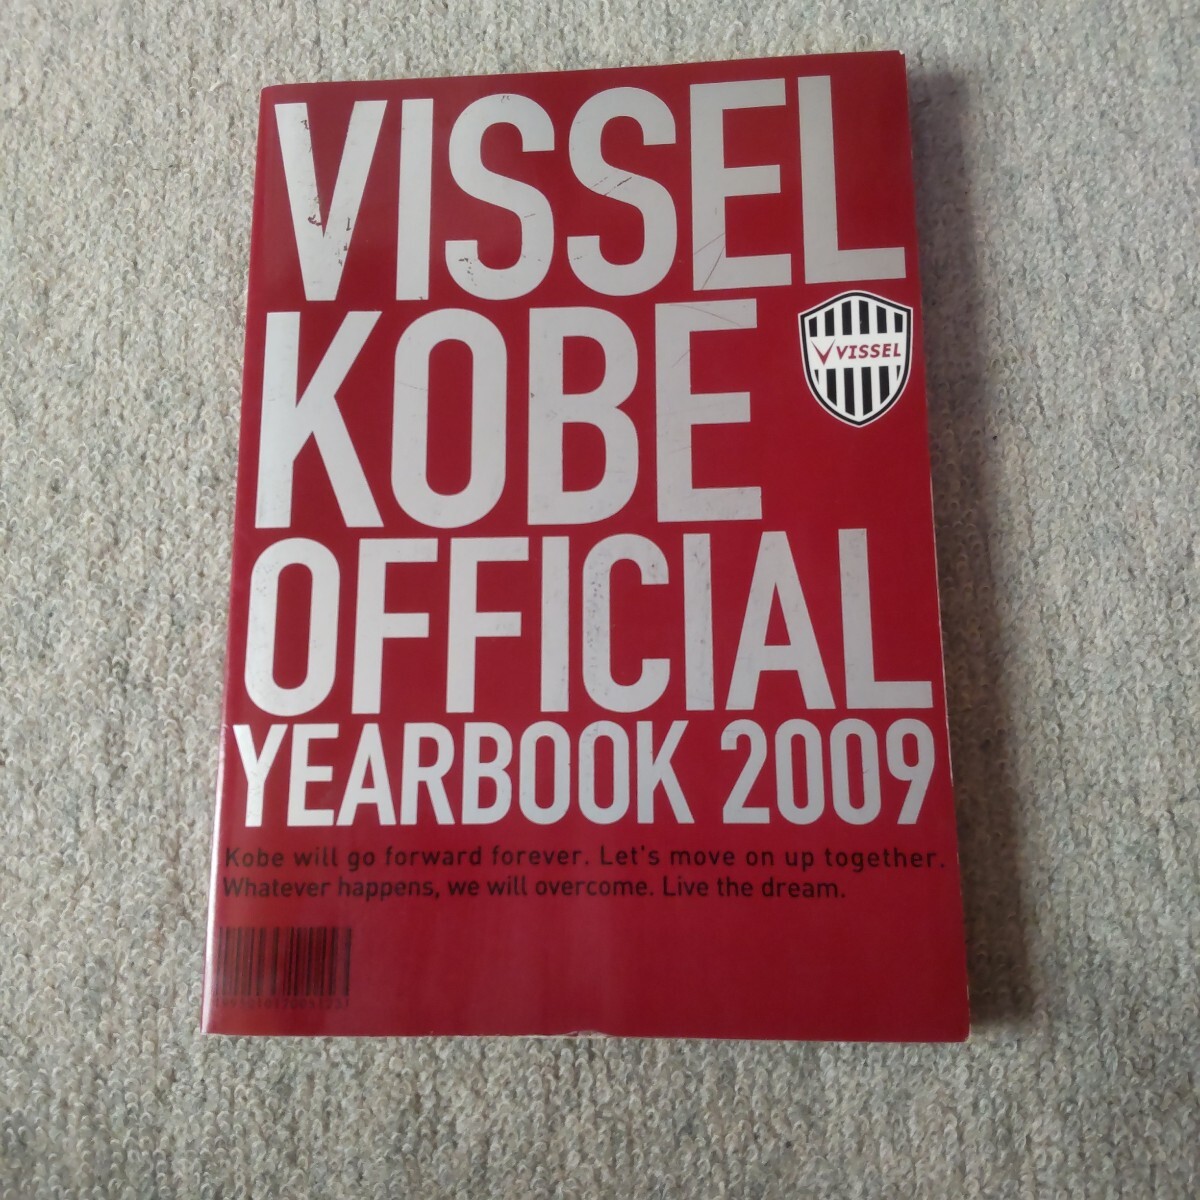 VISSEL
KOBE
VISSEL
OFFICIAL
YEARBOOK 2009
Kobe will go forward forever. Let's move on up together.
Whatever happens, we will overcome. Live the dream.